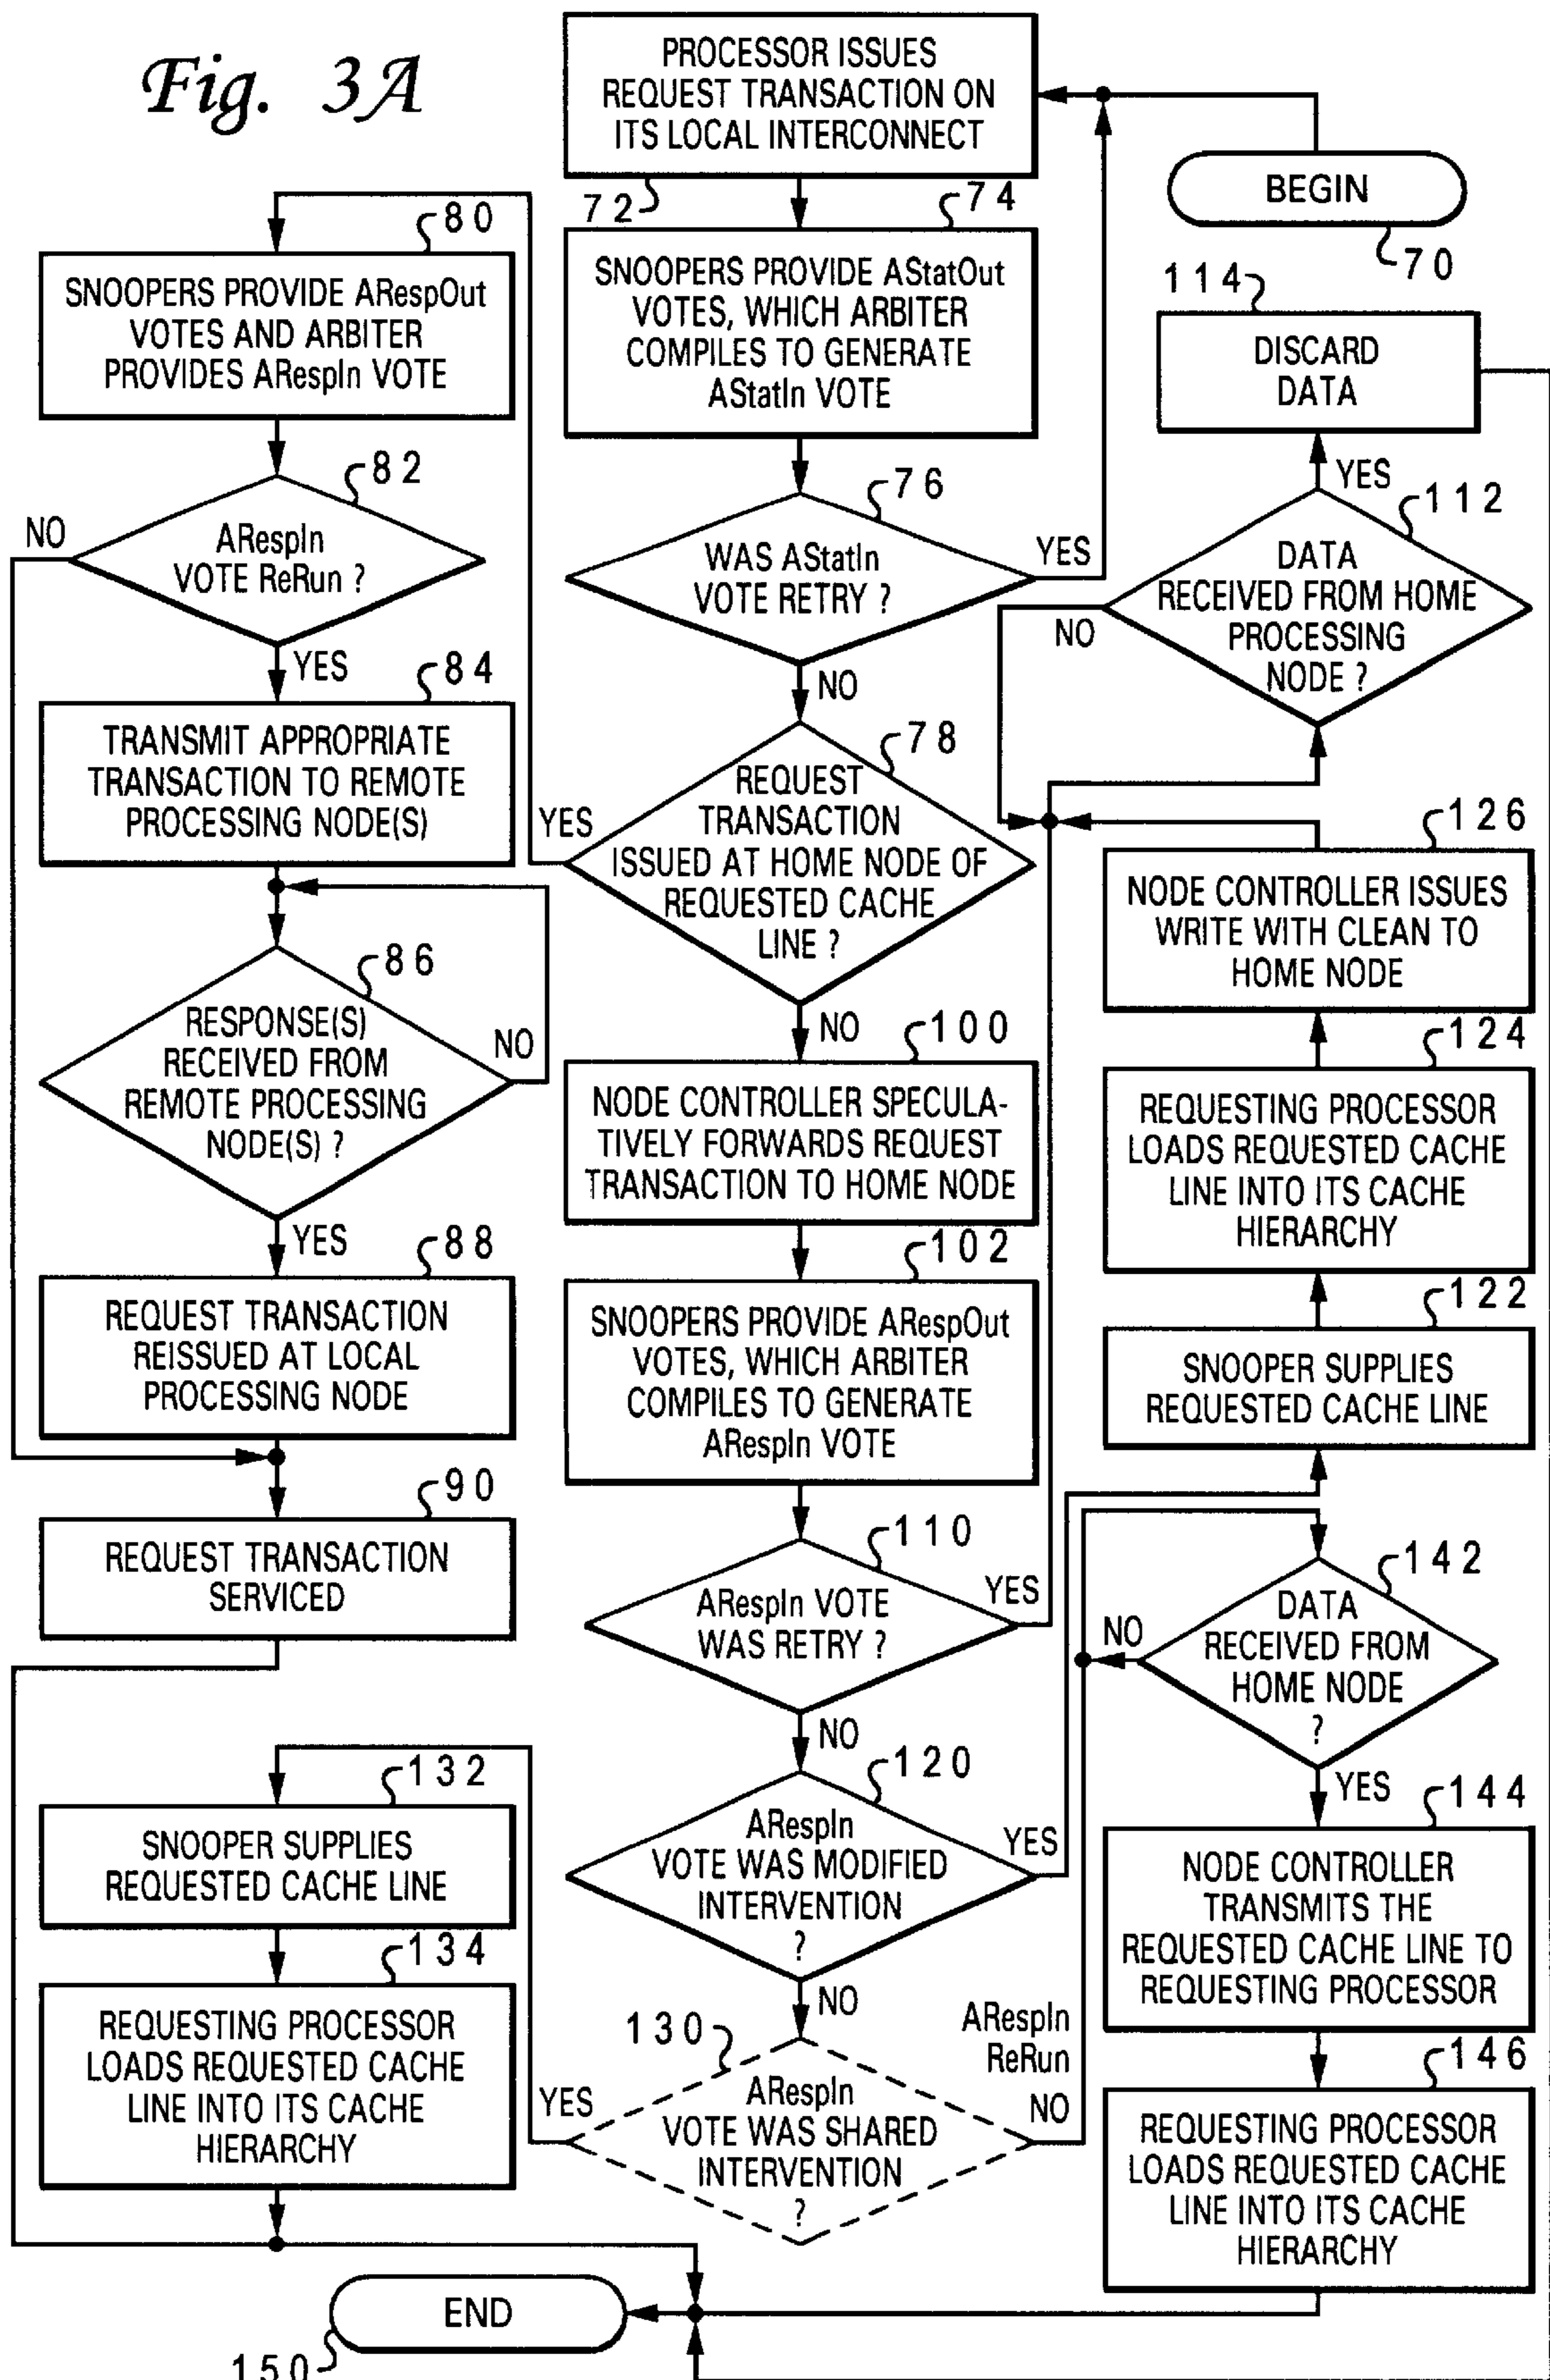 Fig. 3A
PROCESSOR ISSUES
REQUEST TRANSACTION ON
ITS LOCAL INTERCONNECT
72
BEGIN
70
74
SNOOPERS PROVIDE AStatOut
VOTES, WHICH ARBITER
COMPILES TO GENERATE
AStatIn VOTE
76
WAS AStatIn
VOTE RETRY ?
YES
NO
78
REQUEST
TRANSACTION
ISSUED AT HOME NODE OF
REQUESTED CACHE
LINE ?
YES
NO
80
SNOOPERS PROVIDE ARespOut
VOTES AND ARBITER
PROVIDES ARespIn VOTE
82
ARespIn
VOTE ReRun ?
NO
YES
84
TRANSMIT APPROPRIATE
TRANSACTION TO REMOTE
PROCESSING NODE(S)
86
RESPONSE(S)
RECEIVED FROM
REMOTE PROCESSING
NODE(S) ?
NO
YES
88
REQUEST TRANSACTION
REISSUED AT LOCAL
PROCESSING NODE
90
REQUEST TRANSACTION
SERVICED
100
NODE CONTROLLER SPECULA-
TIVELY FORWARDS REQUEST
TRANSACTION TO HOME NODE
102
SNOOPERS PROVIDE ARespOut
VOTES, WHICH ARBITER
COMPILES TO GENERATE
ARespIn VOTE
110
ARespIn VOTE
WAS RETRY ?
YES
NO
114
DISCARD
DATA
YES
112
DATA
RECEIVED FROM HOME
PROCESSING
NODE ?
NO
120
ARespIn
VOTE WAS MODIFIED
INTERVENTION
?
YES
NO
126
NODE CONTROLLER ISSUES
WRITE WITH CLEAN TO
HOME NODE
124
REQUESTING PROCESSOR
LOADS REQUESTED CACHE
LINE INTO ITS CACHE
HIERARCHY
122
SNOOPER SUPPLIES
REQUESTED CACHE LINE
130
ARespIn
VOTE WAS SHARED
INTERVENTION
?
YES
ARespIn
ReRun
NO
132
SNOOPER SUPPLIES
REQUESTED CACHE LINE
134
REQUESTING PROCESSOR
LOADS REQUESTED CACHE
LINE INTO ITS CACHE
HIERARCHY
142
DATA
RECEIVED FROM
HOME NODE
?
NO
YES
144
NODE CONTROLLER
TRANSMITS THE
REQUESTED CACHE LINE TO
REQUESTING PROCESSOR
146
REQUESTING PROCESSOR
LOADS REQUESTED CACHE
LINE INTO ITS CACHE
HIERARCHY
END
150